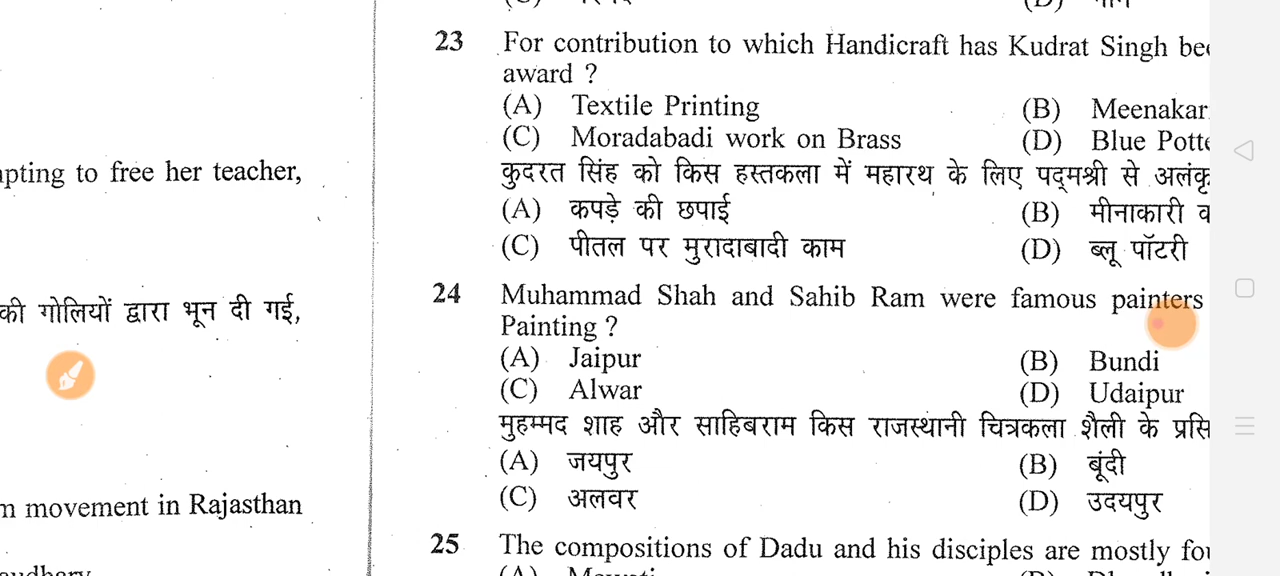 pting to free her teacher,
की गोलियों द्वारा भून दी गई,
movement in Rajasthan
23 For contribution to which Handicraft has Kudrat Singh
award ?
(A) Textile Printing (B) Meenakar
(C) Moradabadi work on Brass (D) Blue Potte
कुदरत सिंह को किस हस्तकला में महारथ के लिए पद्मश्री से अलंकृ
(A) कपड़े की छपाई (B) मीनाकारी
(C) पीतल पर मुरादाबादी काम (D) ब्लू पॉटरी
24 Muhammad Shah and Sahib Ram were famous painters
Painting ?
(A) Jaipur (B) Bundi
(C) Alwar (D) Udaipur
मुहम्मद शाह और साहिबराम किस राजस्थानी चित्रकला शैली के प्रसि
(A) जयपुर (B) बूंदी
(C) अलवर (D) उदयपुर
25 The compositions of Dadu and his disciples are mostly fou